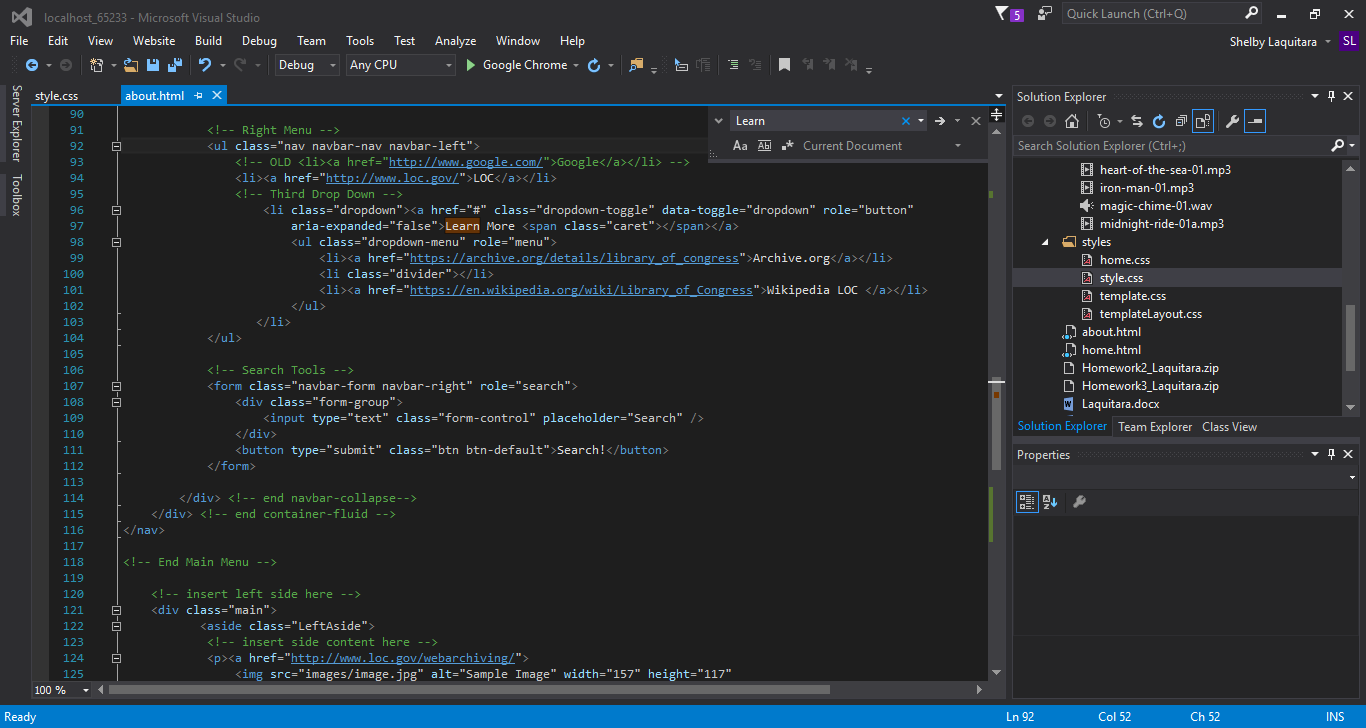 localhost_65233 - Microsoft Visual Studio
5
Quick Launch (Ctrl+Q)
File Edit View Website Build Debug Team Tools Test Analyze Window Help
Shelby Laquitara SL
Debug Any CPU Google Chrome
Server Explorer
Toolbox
style.css about.html
Learn
Aa Ab Current Document
90
91 <!-- Right Menu -->
92 <ul class="nav navbar-nav navbar-left">
93 <!-- OLD <li><a href="http://www.google.com/">Google</a></li> -->
94 <li><a href="http://www.loc.gov/">LOC</a></li>
95 <!-- Third Drop Down -->
96 <li class="dropdown"><a href="#" class="dropdown-toggle" data-toggle="dropdown" role="button"
97 aria-expanded="false">Learn More <span class="caret"></span></a>
98 <ul class="dropdown-menu" role="menu">
99 <li><a href="https://archive.org/details/library_of_congress">Archive.org</a></li>
100 <li class="divider"></li>
101 <li><a href="https://en.wikipedia.org/wiki/Library_of_Congress">Wikipedia LOC </a></li>
102 </ul>
103 </li>
104 </ul>
105
106 <!-- Search Tools -->
107 <form class="navbar-form navbar-right" role="search">
108 <div class="form-group">
109 <input type="text" class="form-control" placeholder="Search" />
110 </div>
111 <button type="submit" class="btn btn-default">Search!</button>
112 </form>
113
114 </div> <!-- end navbar-collapse-->
115 </div> <!-- end container-fluid -->
116 </nav>
117
118 <!-- End Main Menu -->
119
120 <!-- insert left side here -->
121 <div class="main">
122 <aside class="LeftAside">
123 <!-- insert side content here -->
124 <p><a href="http://www.loc.gov/webarchiving/">
125 <img src="images/image.jpg" alt="Sample Image" width="157" height="117"
100 %
Solution Explorer
Search Solution Explorer (Ctrl+;)
heart-of-the-sea-01.mp3
iron-man-01.mp3
magic-chime-01.wav
midnight-ride-01a.mp3
styles
home.css
style.css
template.css
templateLayout.css
about.html
home.html
Homework2_Laquitara.zip
Homework3_Laquitara.zip
Laquitara.docx
Solution Explorer Team Explorer Class View
Properties
Ready Ln 92 Col 52 Ch 52 INS